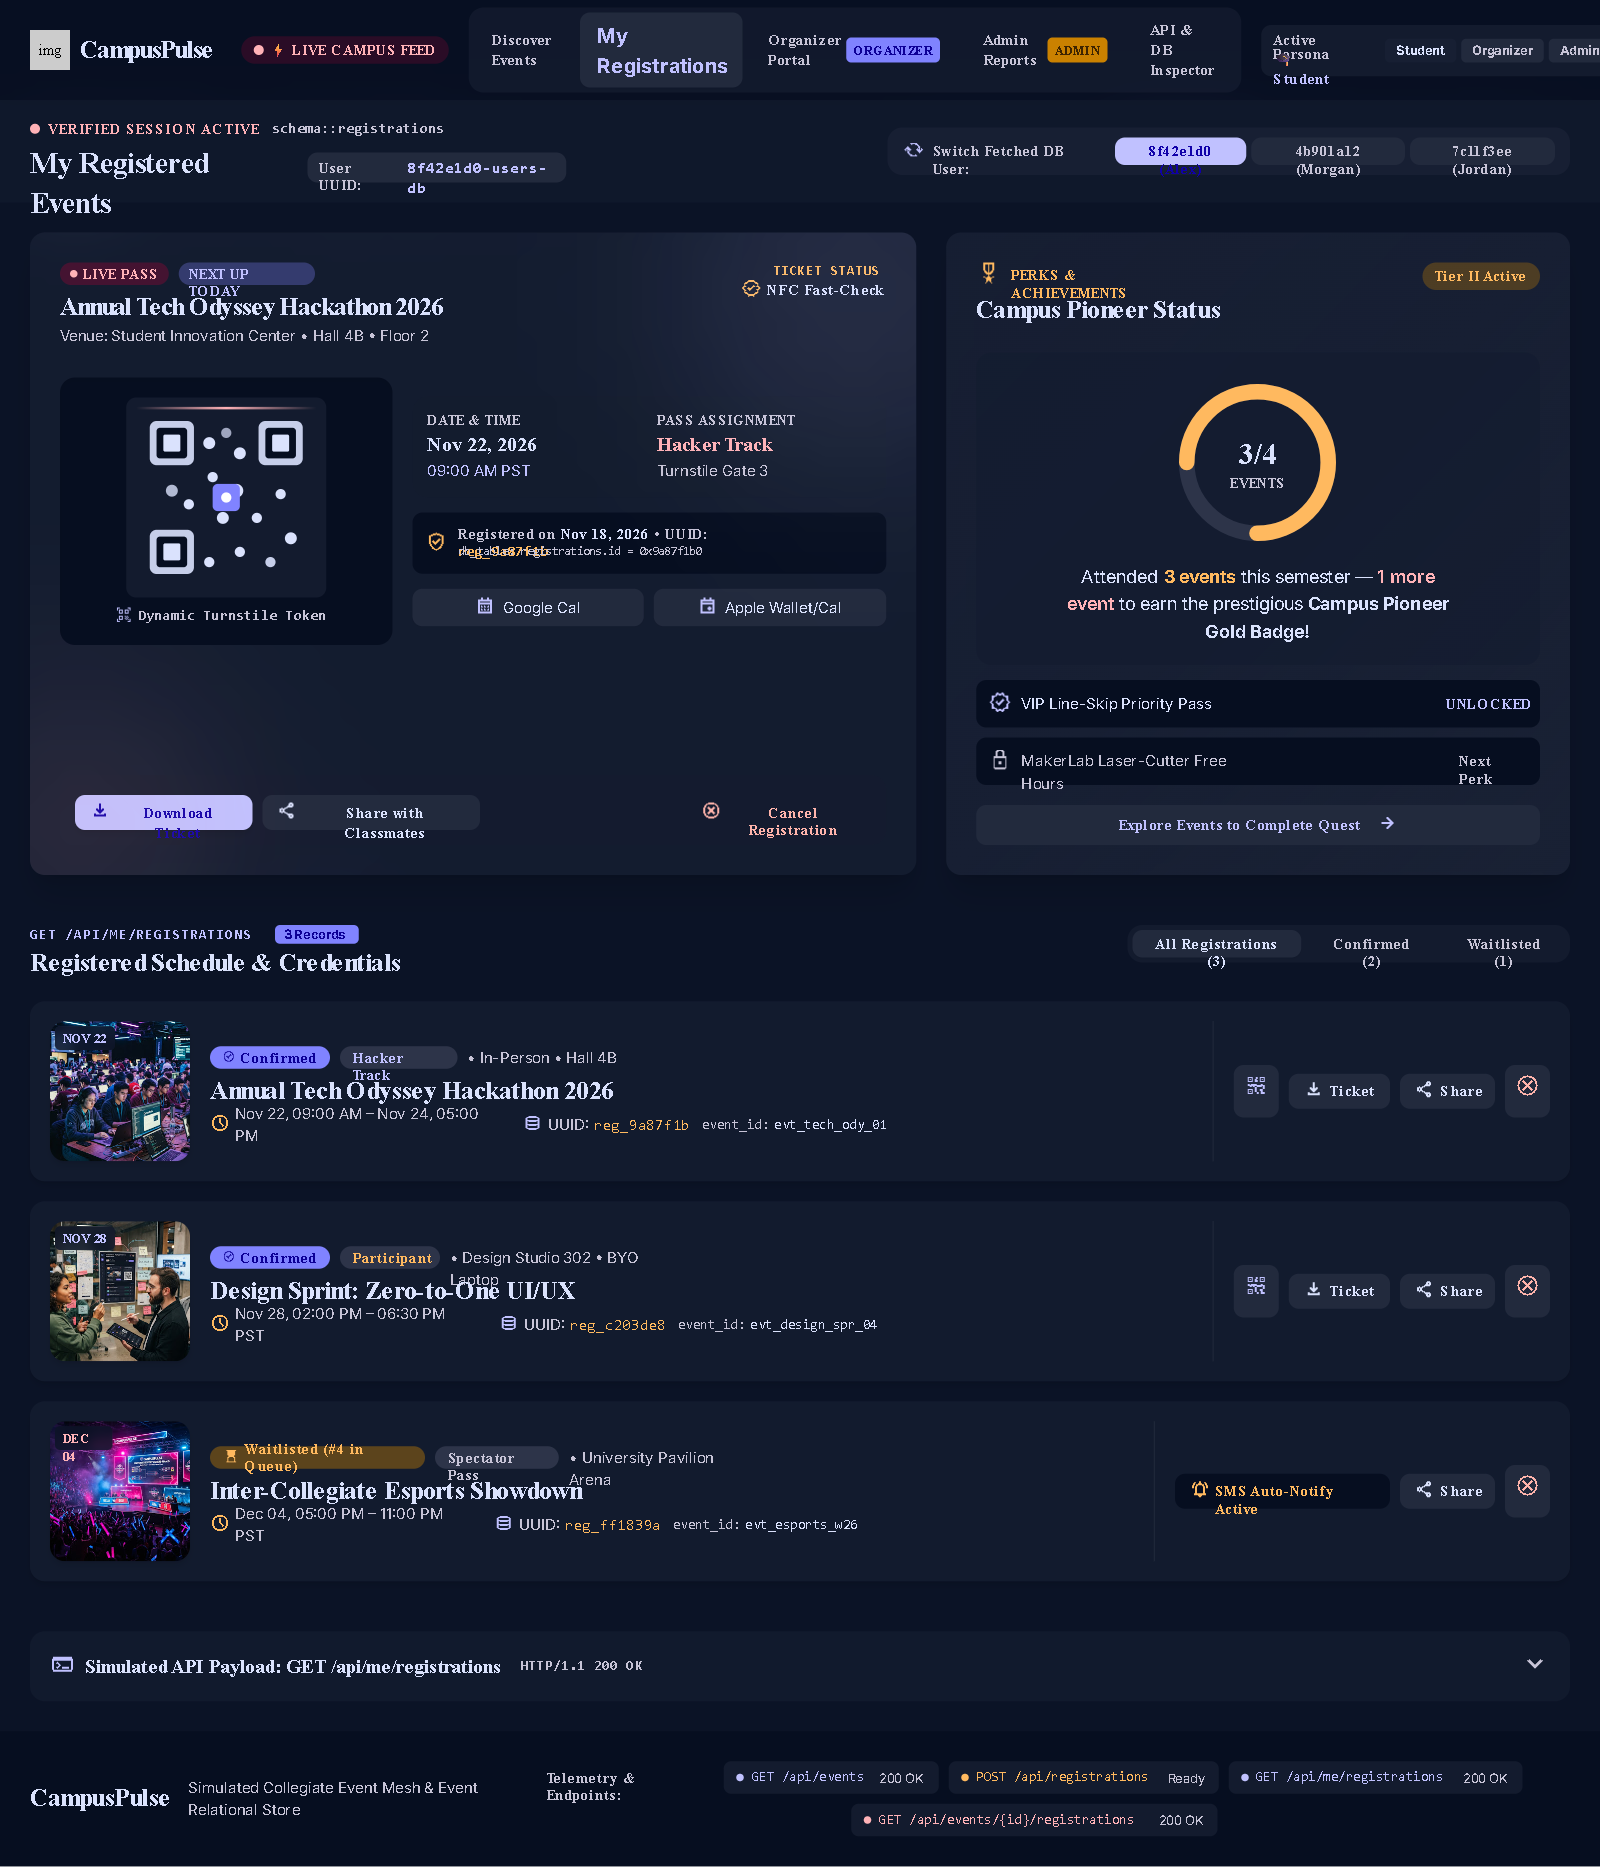 img
CampusPulse
LIVE CAMPUS FEED
Discover
Events
My
Registrations
Organizer
Portal
ORGANIZER
Admin
Reports
ADMIN
API &
DB
Inspector
Active
Persona
Student
Student
Organizer
Admin
VERIFIED SESSION ACTIVE
schema::registrations
My Registered
Events
User
UUID:
8f42e1d0-users-
db
Switch Fetched DB
User:
8f42e1d0
(Alex)
4b901a12
(Morgan)
7c11f3ee
(Jordan)
LIVE PASS
NEXT UP
TODAY
Annual Tech Odyssey Hackathon 2026
Venue: Student Innovation Center • Hall 4B • Floor 2
TICKET STATUS
NFC Fast-Check
Dynamic Turnstile Token
DATE & TIME
Nov 22, 2026
09:00 AM PST
PASS ASSIGNMENT
Hacker Track
Turnstile Gate 3
Registered on Nov 18, 2026 • UUID:
reg_9a87f1b
registrations.id = 0x9a87f1b0
Google Cal
Apple Wallet/Cal
Download
Ticket
Share with
Classmates
Cancel
Registration
PERKS &
ACHIEVEMENTS
Campus Pioneer Status
Tier II Active
3/4
EVENTS
Attended 3 events this semester — 1 more
event to earn the prestigious Campus Pioneer
Gold Badge!
VIP Line-Skip Priority Pass
UNLOCKED
MakerLab Laser-Cutter Free
Hours
Next
Perk
Explore Events to Complete Quest
GET /API/ME/REGISTRATIONS
3 Records
Registered Schedule & Credentials
All Registrations
(3)
Confirmed
(2)
Waitlisted
(1)
NOV 22
Confirmed
Hacker
Track
• In-Person • Hall 4B
Annual Tech Odyssey Hackathon 2026
Nov 22, 09:00 AM – Nov 24, 05:00
PM
UUID: reg_9a87f1b
event_id: evt_tech_ody_01
Ticket
Share
NOV 28
Confirmed
Participant
• Design Studio 302 • BYO
Laptop
Design Sprint: Zero-to-One UI/UX
Nov 28, 02:00 PM – 06:30 PM
PST
UUID: reg_c203de8
event_id: evt_design_spr_04
Ticket
Share
DEC
04
Waitlisted (#4 in
Queue)
Spectator
Pass
• University Pavilion
Arena
Inter-Collegiate Esports Showdown
Dec 04, 05:00 PM – 11:00 PM
PST
UUID: reg_ff1839a
event_id: evt_esports_w26
SMS Auto-Notify
Active
Share
Simulated API Payload: GET /api/me/registrations
HTTP/1.1 200 OK
CampusPulse
Simulated Collegiate Event Mesh & Event
Relational Store
Telemetry &
Endpoints:
GET /api/events
200 OK
POST /api/registrations
Ready
GET /api/me/registrations
200 OK
GET /api/events/{id}/registrations
200 OK